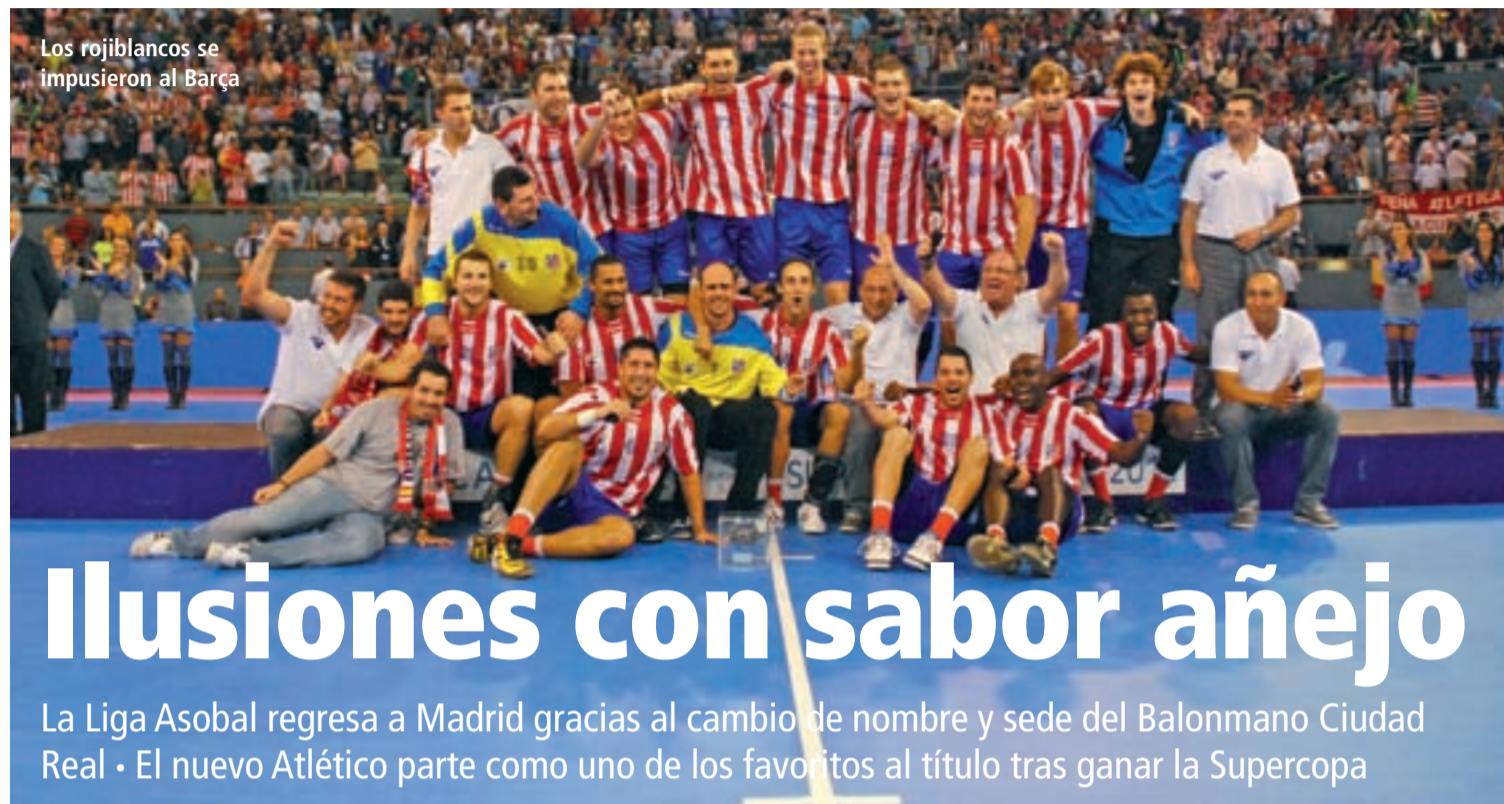 Los rojiblancos se
impusieron al Barça
PEÑA ATLETICA
Ilusiones con sabor añejo
La Liga Asobal regresa a Madrid gracias al cambio de nombre y sede del Balonmano Ciudad
Real • El nuevo Atlético parte como uno de los favoritos al título tras ganar la Supercopa